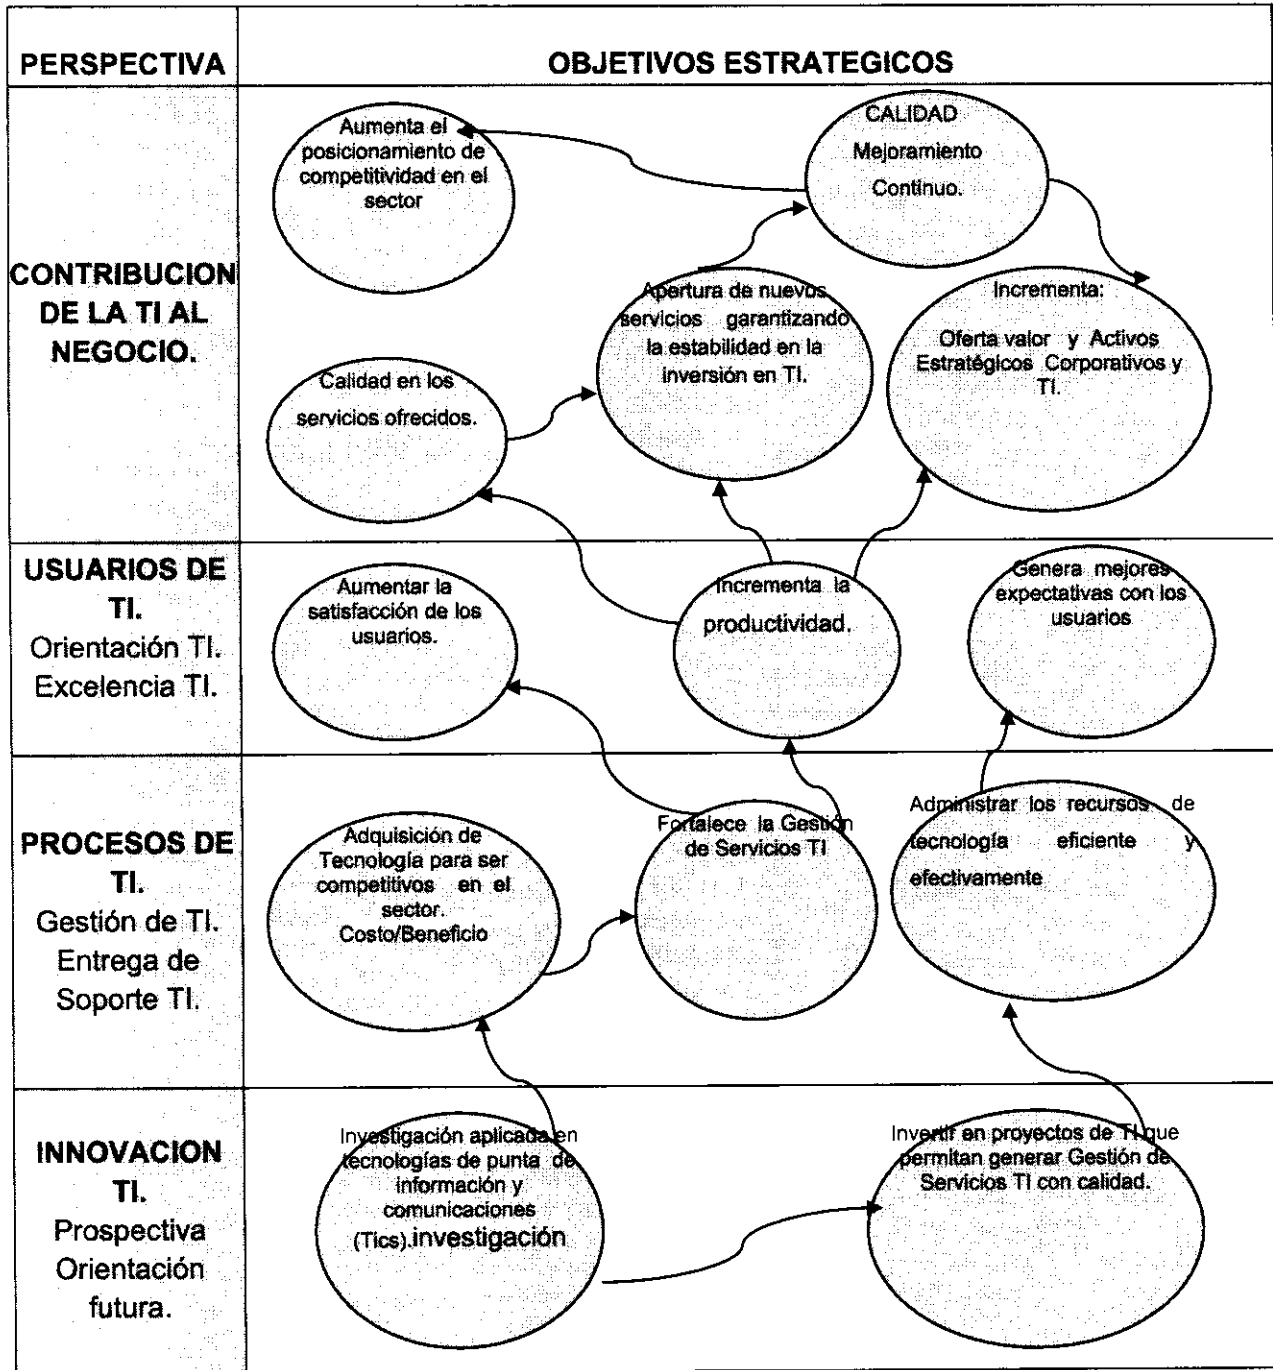 PERSPECTIVA
OBJETIVOS ESTRATEGICOS
CONTRIBUCION
DE LA TI AL
NEGOCIO.
Aumenta el
posicionamiento de
competitividad en el
sector
CALIDAD
Mejoramiento
Continuo.
Apertura de nuevos
servicios garantizando
la estabilidad en la
inversión en TI.
Incrementa:
Oferta valor y Activos
Estratégicos Corporativos y
TI.
Calidad en los
servicios ofrecidos.
USUARIOS DE
TI.
Orientación TI.
Excelencia TI.
Aumentar la
satisfacción de los
usuarios.
Incrementa la
productividad.
Genera mejores
expectativas con los
usuarios
PROCESOS DE
TI.
Gestión de TI.
Entrega de
Soporte TI.
Adquisición de
Tecnología para ser
competitivos en el
sector.
Costo/Beneficio
Fortalece la Gestión
de Servicios TI
Administrar los recursos de
tecnología eficiente y
efectivamente
INNOVACION
TI.
Prospectiva
Orientación
futura.
Investigación aplicada en
tecnologías de punta de
información y
comunicaciones
(Tics).investigación
Invertir en proyectos de TI que
permitan generar Gestión de
Servicios TI con calidad.